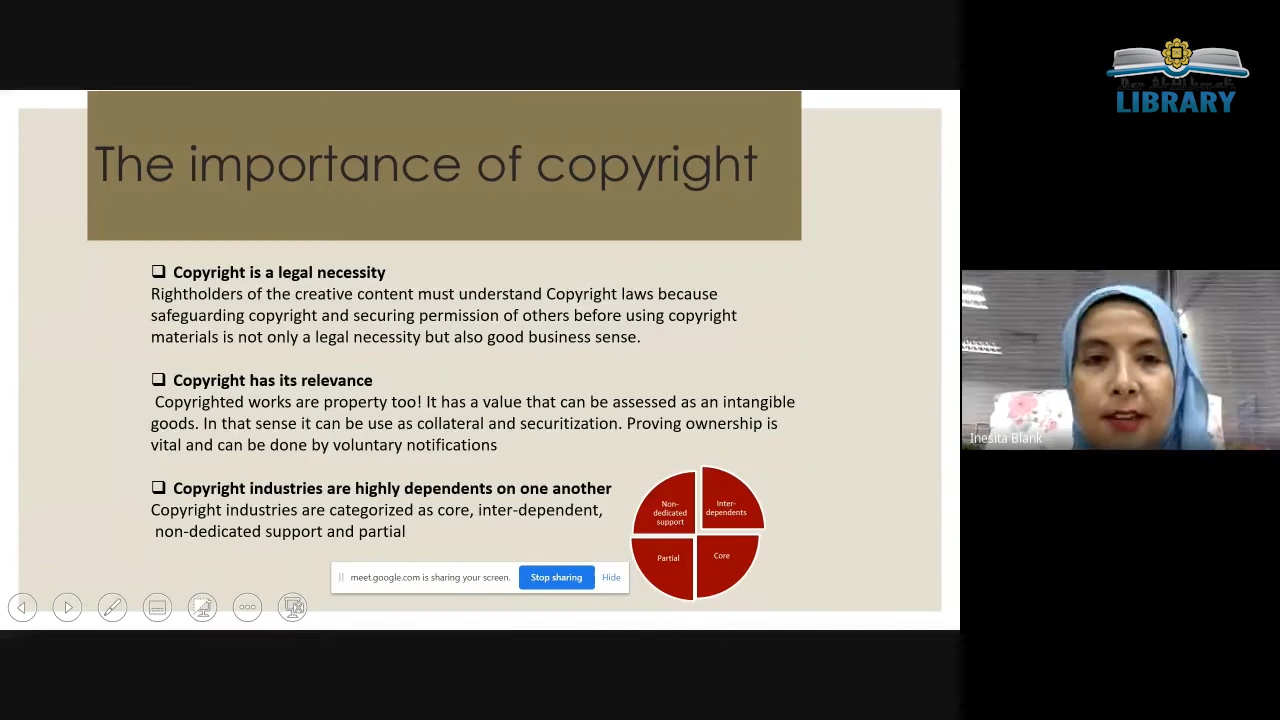 LIBRARY
The importance of copyright
❑ Copyright is a legal necessity
Rightholders of the creative content must understand Copyright laws because
safeguarding copyright and securing permission of others before using copyright
materials is not only a legal necessity but also good business sense.
❑ Copyright has its relevance
Copyrighted works are property too! It has a value that can be assessed as an intangible
goods. In that sense it can be use as collateral and securitization. Proving ownership is
vital and can be done by voluntary notifications
❑ Copyright industries are highly dependents on one another
Copyright industries are categorized as core, inter-dependent,
non-dedicated support and partial
Non-
dedicated
support
Inter-
dependents
Partial
Core
meet.google.com is sharing your screen.
Stop sharing
Hide
Inesita Blank